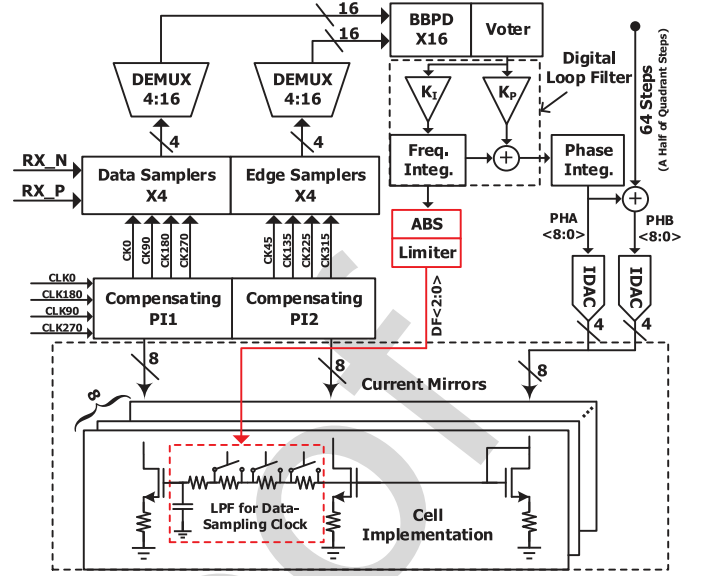 16
16
BBPD
X16
Voter
DEMUX
4:16
DEMUX
4:16
Digital
Loop Filter
64 Steps
(A Half of Quadrant Steps)
K_I
K_P
4
4
RX_N
RX_P
Data Samplers
X4
Edge Samplers
X4
Freq.
Integ.
+
Phase
Integ.
+
PHA
<8:0>
PHB
<8:0>
ABS
Limiter
CK0
CK90
CK180
CK270
CK45
CK135
CK225
CK315
IDAC
IDAC
CLK0
CLK180
CLK90
CLK270
Compensating
PI1
Compensating
PI2
DF<2:0>
4
4
8
8
8
Current Mirrors
8
LPF for Data-
Sampling Clock
Cell
Implementation